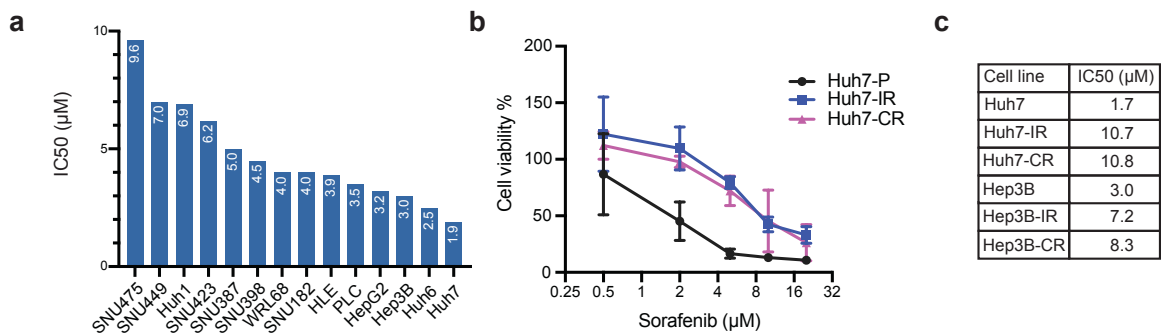 a
IC50 (μM)
10
5
0
9.6
7.0
6.9
6.2
5.0
4.5
4.0
4.0
3.9
3.5
3.2
3.0
2.5
1.9
SNU475
SNU449
Huh1
SNU423
SNU387
SNU398
WRL68
SNU182
HLE
PLC
HepG2
Hep3B
Huh6
Huh7
b
Cell viability %
200
150
100
50
0
0.25
0.5
1
2
4
8
16
32
Sorafenib (μM)
Huh7-P
Huh7-IR
Huh7-CR
c
Cell line IC50 (μM)
Huh7 1.7
Huh7-IR 10.7
Huh7-CR 10.8
Hep3B 3.0
Hep3B-IR 7.2
Hep3B-CR 8.3